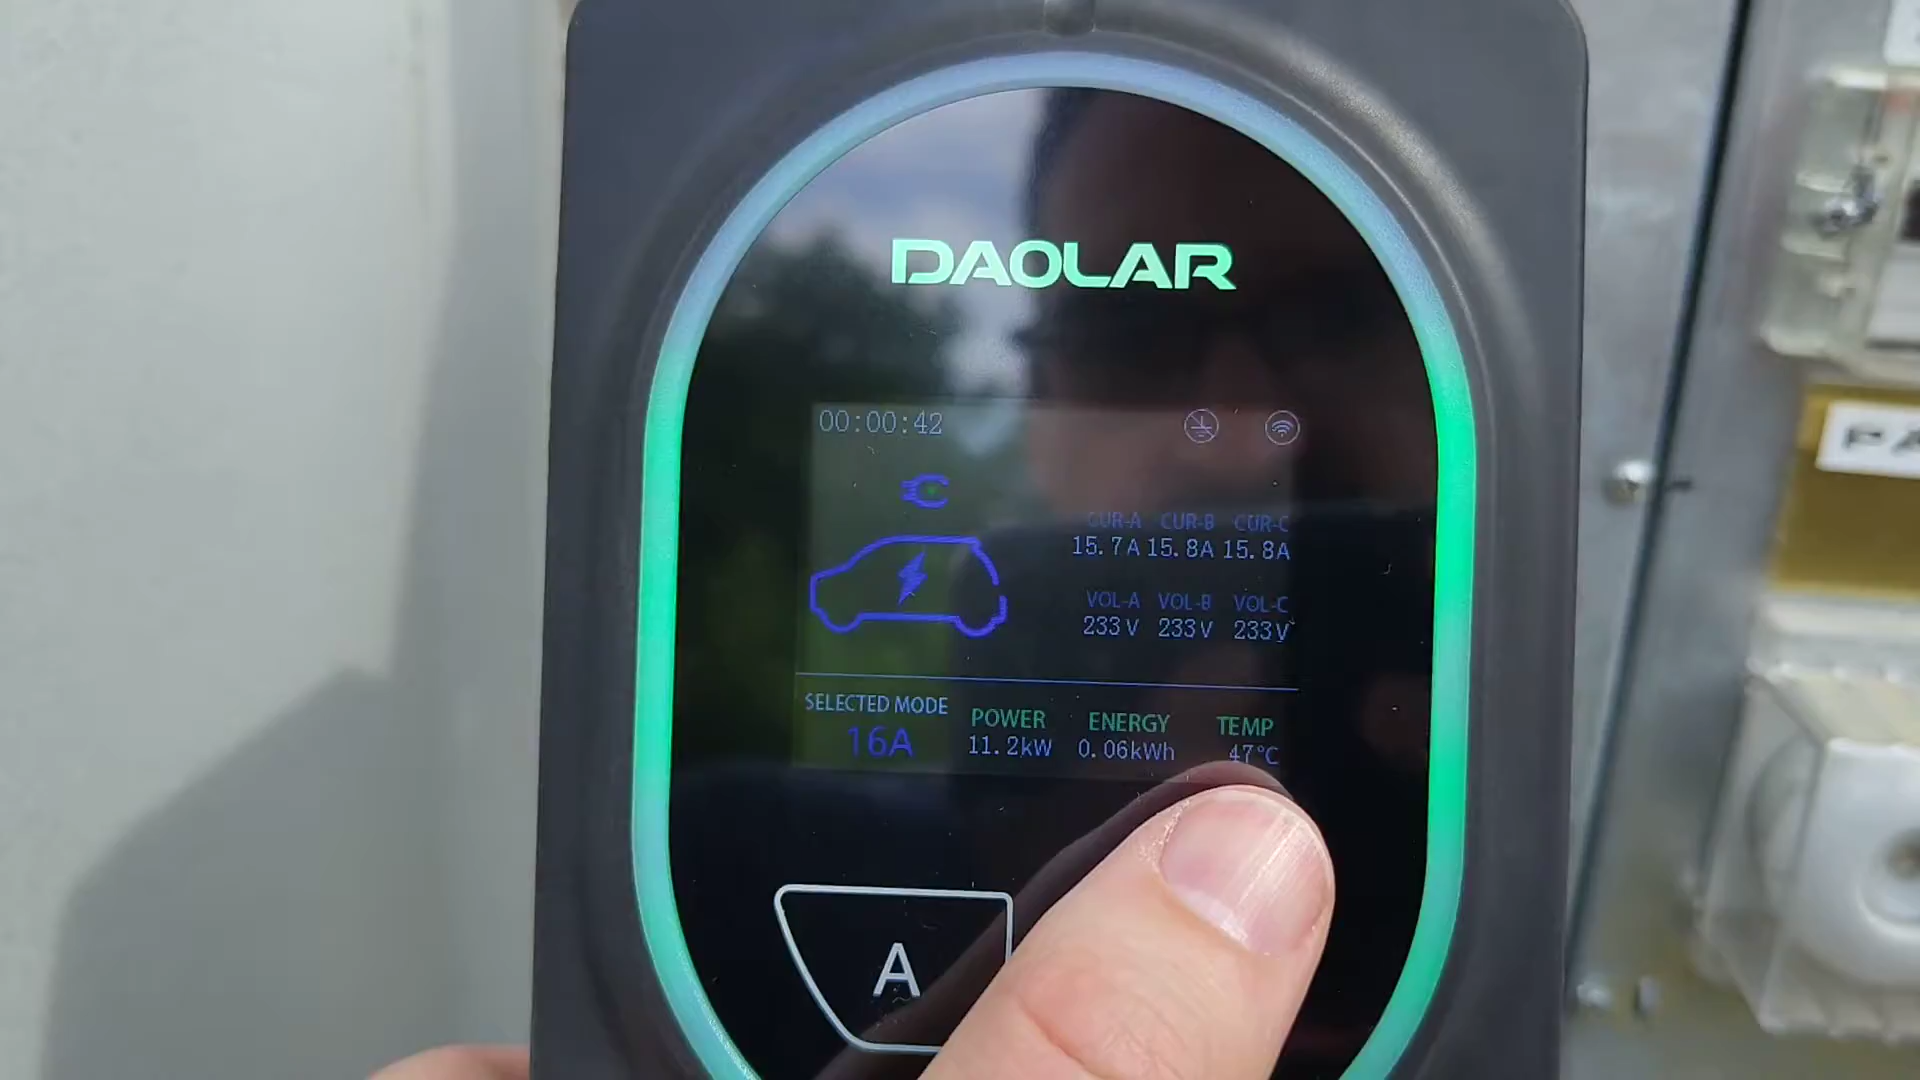 DAOLAR
00:00:42
CUR-A CUR-B CUR-C
15.7A 15.8A 15.8A
VOL-A VOL-B VOL-C
233V 233V 233V
SELECTED MODE POWER ENERGY TEMP
16A 11.2kW 0.06kWh 47°C
A